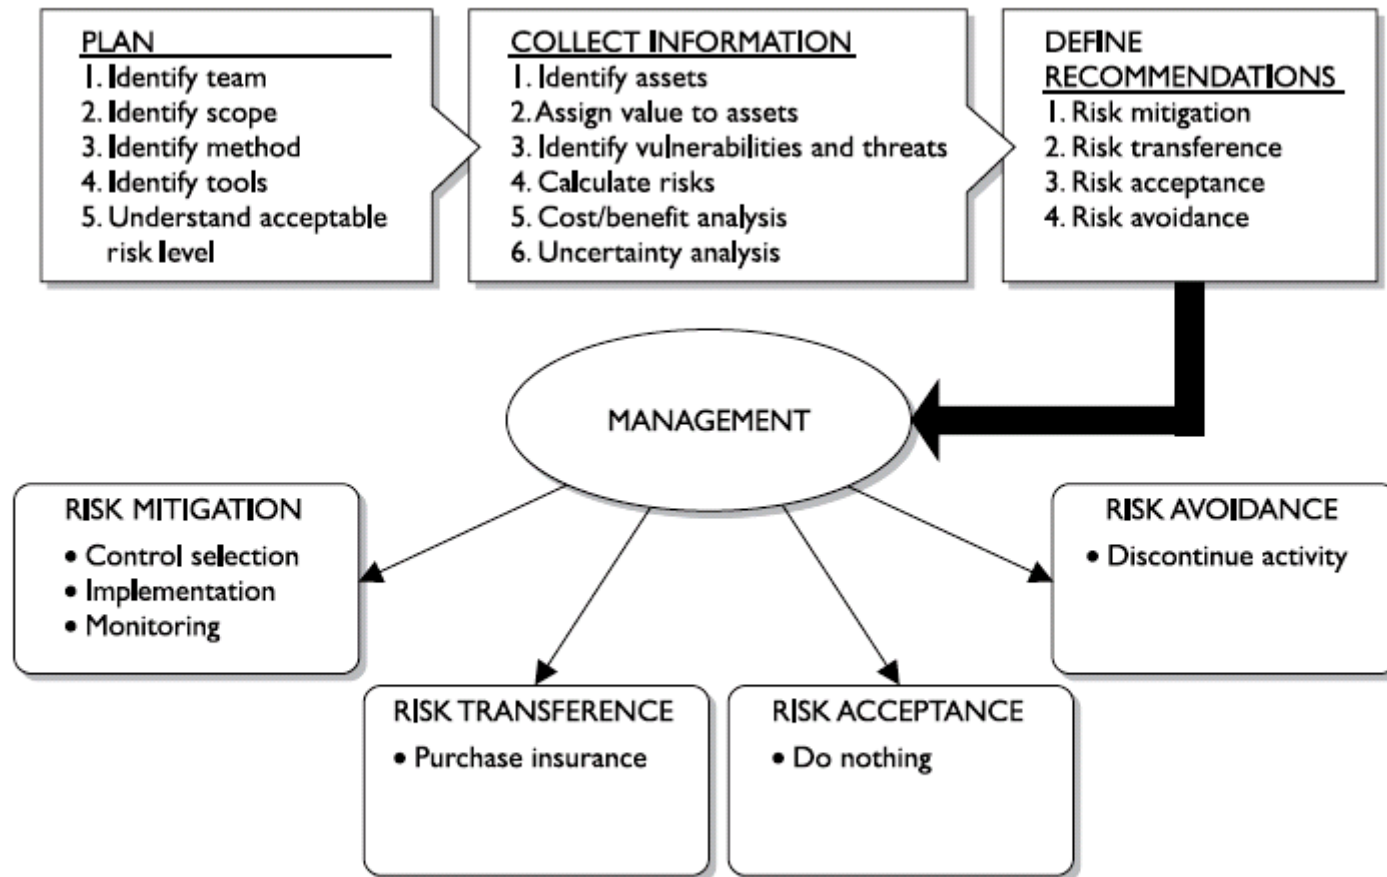 PLAN
1. Identify team
2. Identify scope
3. Identify method
4. Identify tools
5. Understand acceptable
risk level
COLLECT INFORMATION
1. Identify assets
2. Assign value to assets
3. Identify vulnerabilities and threats
4. Calculate risks
5. Cost/benefit analysis
6. Uncertainty analysis
DEFINE
RECOMMENDATIONS
1. Risk mitigation
2. Risk transference
3. Risk acceptance
4. Risk avoidance
MANAGEMENT
RISK MITIGATION
• Control selection
• Implementation
• Monitoring
RISK TRANSFERENCE
• Purchase insurance
RISK ACCEPTANCE
• Do nothing
RISK AVOIDANCE
• Discontinue activity